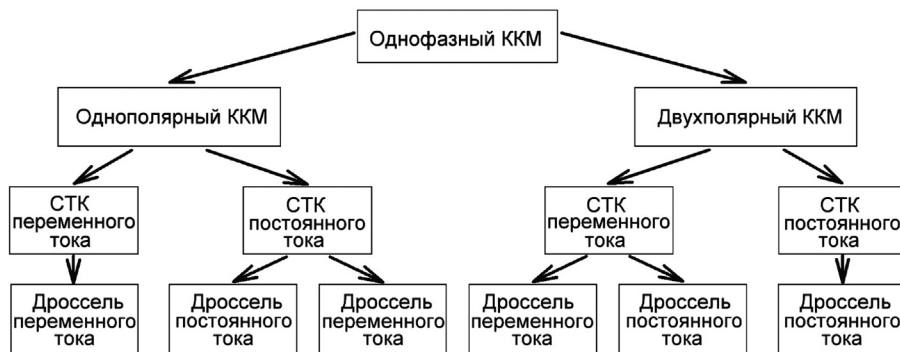 Однофазный ККМ
Однополярный ККМ
Двухполярный ККМ
СТК
переменного
тока
СТК
постоянного
тока
СТК
переменного
тока
СТК
постоянного
тока
Дроссель
переменного
тока
Дроссель
постоянного
тока
Дроссель
переменного
тока
Дроссель
переменного
тока
Дроссель
постоянного
тока
Дроссель
постоянного
тока